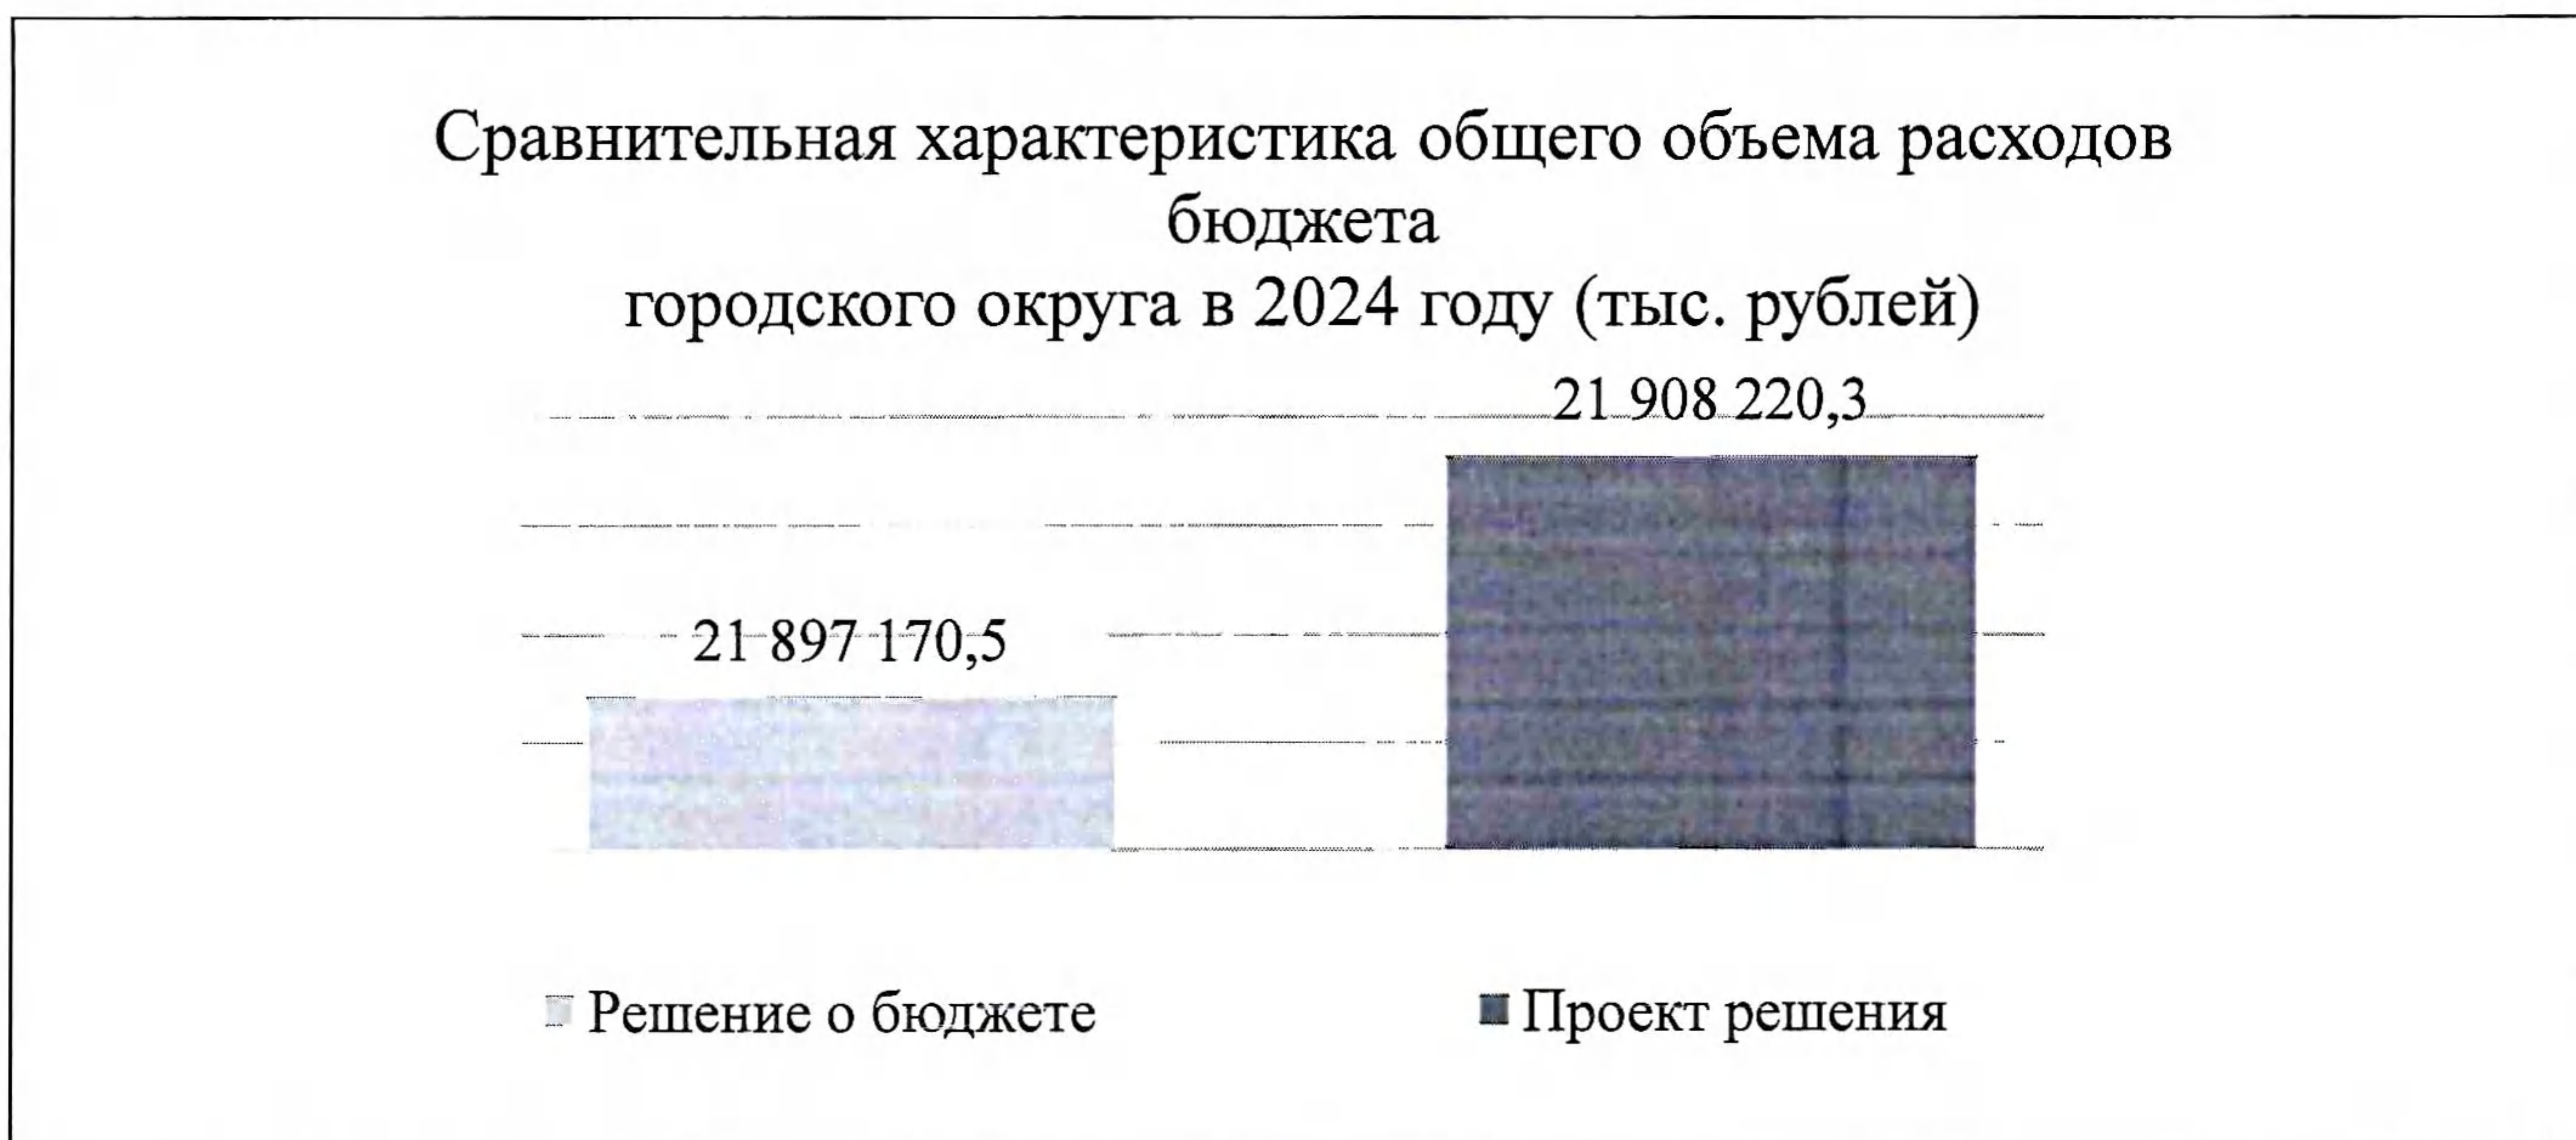 Сравнительная характеристика общего объема расходов
бюджета
городского округа в 2024 году (тыс. рублей)
21 908 220,3
21 897 170,5
Решение о бюджете
Проект решения